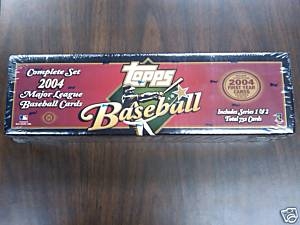 Complete Set
2004
Major League
Baseball Cards
Topps
Baseball
2004
FIRST YEAR
CARDS
Includes Series 1 & 2
Total 732 Cards